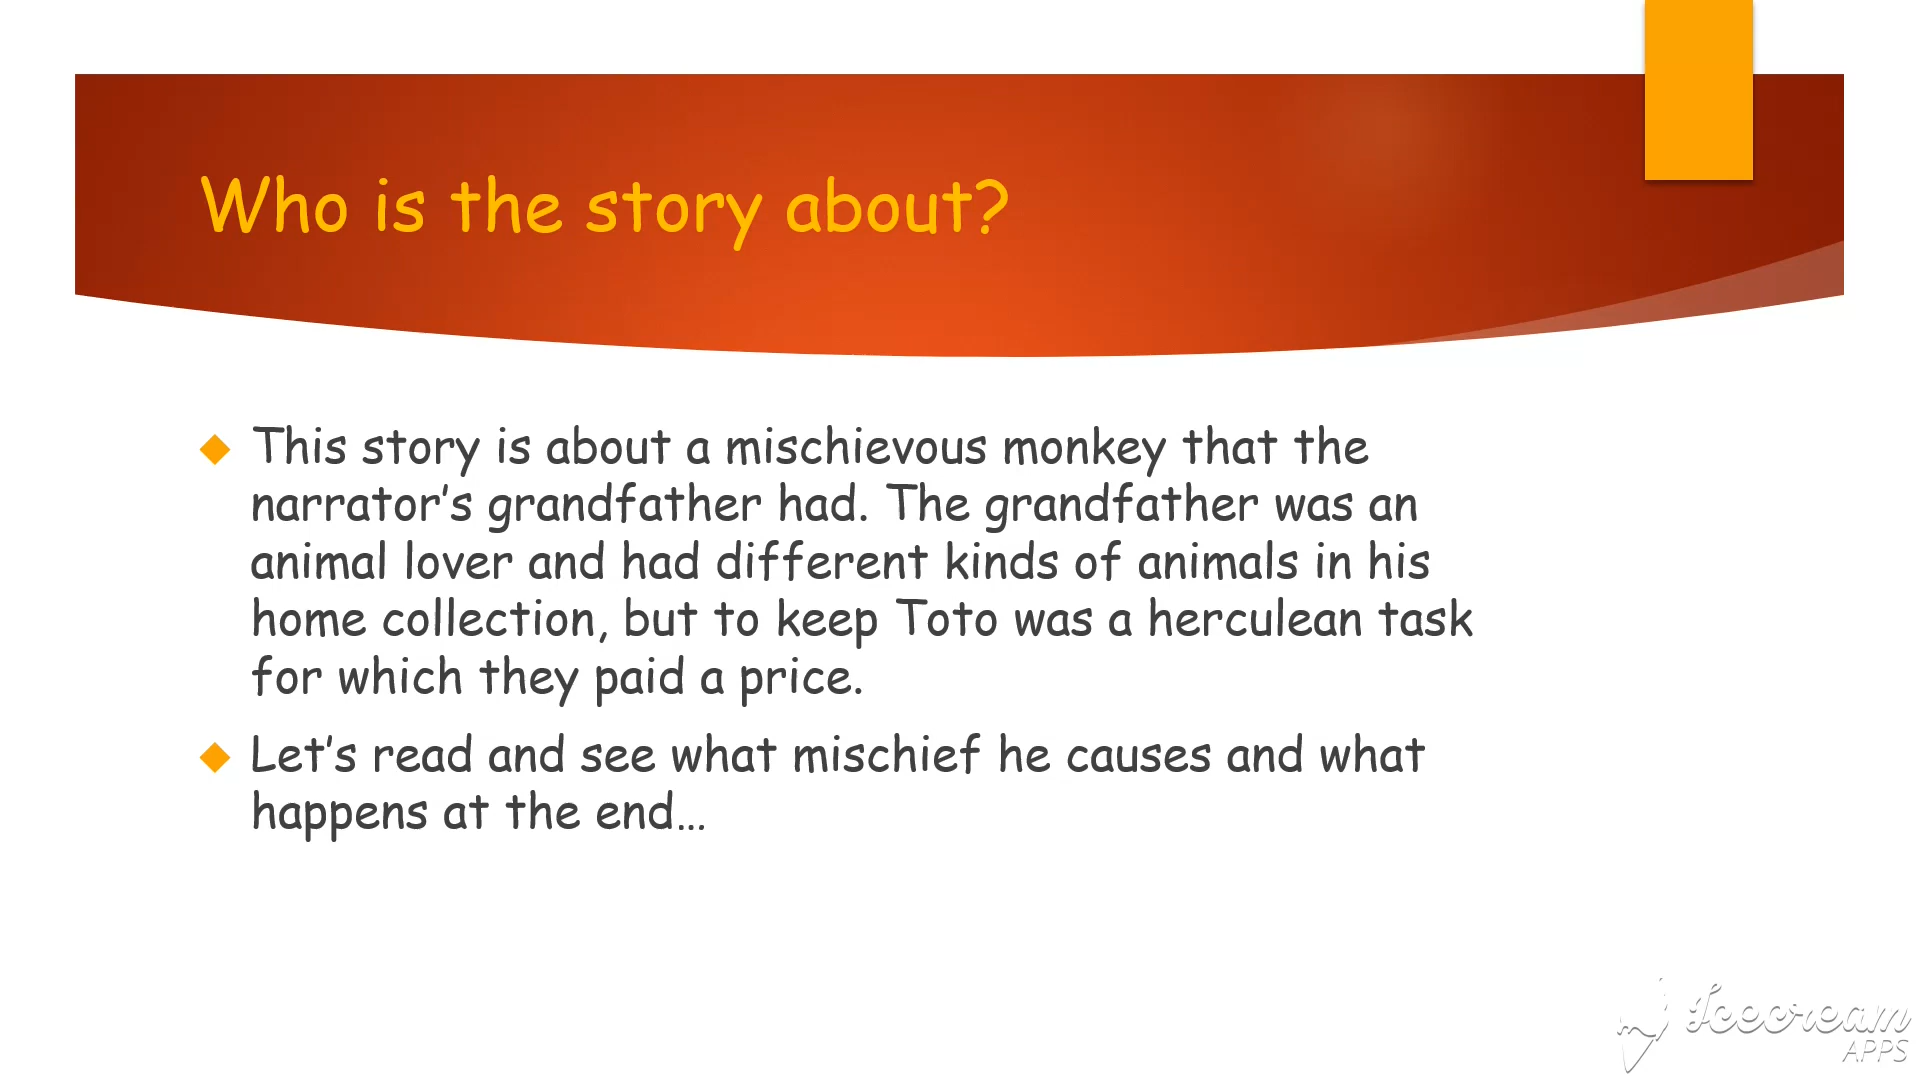 Who is the story about?
This story is about a mischievous monkey that the
narrator’s grandfather had. The grandfather was an
animal lover and had different kinds of animals in his
home collection, but to keep Toto was a herculean task
for which they paid a price.
Let’s read and see what mischief he causes and what
happens at the end…
Icecream
APPS